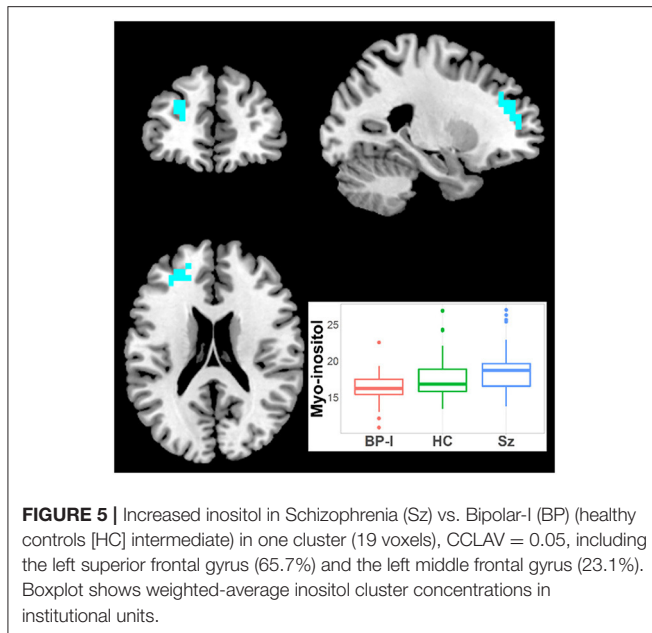 Myo-inositol
25
20
15
BP-I HC Sz
FIGURE 5 | Increased inositol in Schizophrenia (Sz) vs. Bipolar-I (BP) (healthy
controls [HC] intermediate) in one cluster (19 voxels), CCLAV = 0.05, including
the left superior frontal gyrus (65.7%) and the left middle frontal gyrus (23.1%).
Boxplot shows weighted-average inositol cluster concentrations in
institutional units.